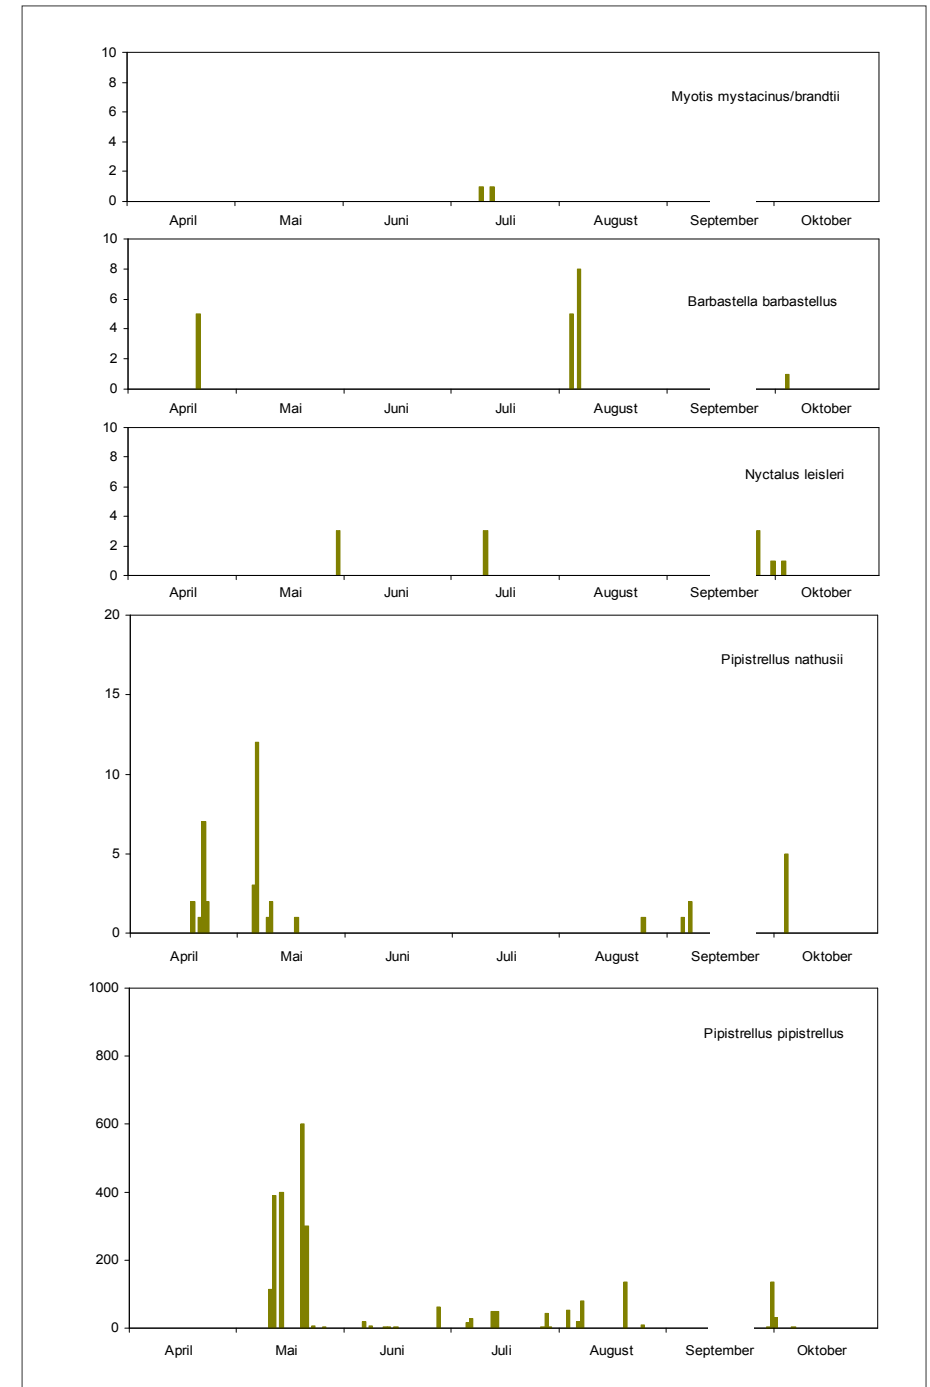 10
8
Myotis mystacinus/brandtii
6
4
2
0
April Mai Juni Juli August September Oktober
10
8
Barbastella barbastellus
6
4
2
0
April Mai Juni Juli August September Oktober
10
8
Nyctalus leisleri
6
4
2
0
April Mai Juni Juli August September Oktober
20
Pipistrellus nathusii
15
10
5
0
April Mai Juni Juli August September Oktober
1000
Pipistrellus pipistrellus
800
600
400
200
0
April Mai Juni Juli August September Oktober